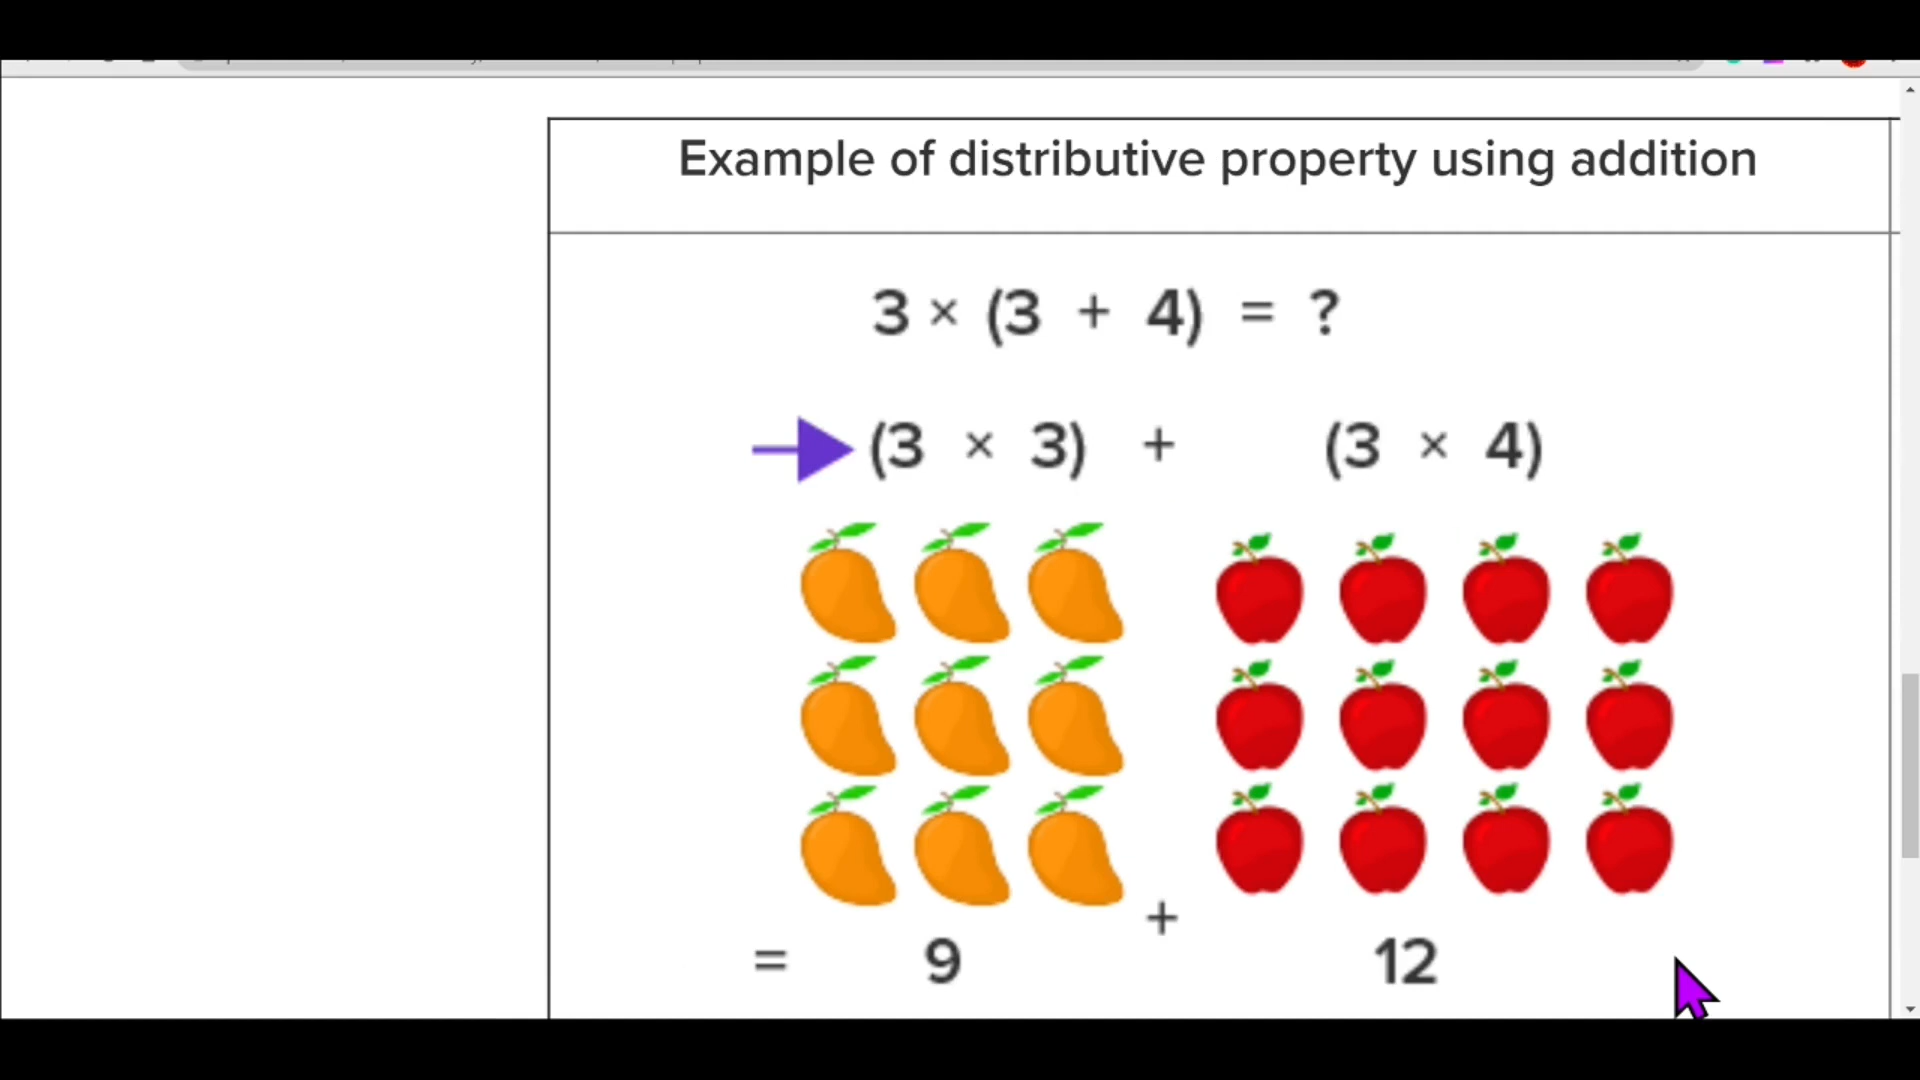 Example of distributive property using addition
3 × (3 + 4) = ?
(3 × 3) + (3 × 4)
+
= 9 12